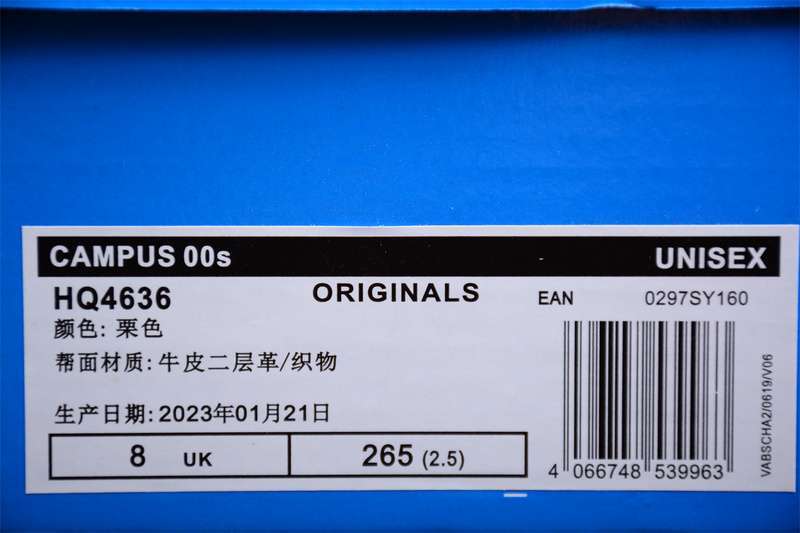 CAMPUS 00s UNISEX
HQ4636 ORIGINALS EAN 0297SY160
颜色: 栗色
帮面材质: 牛皮二层革/织物
生产日期: 2023年01月21日
8 UK 265 (2.5)
4 066748 539963
VABSCHA2/0619/V06